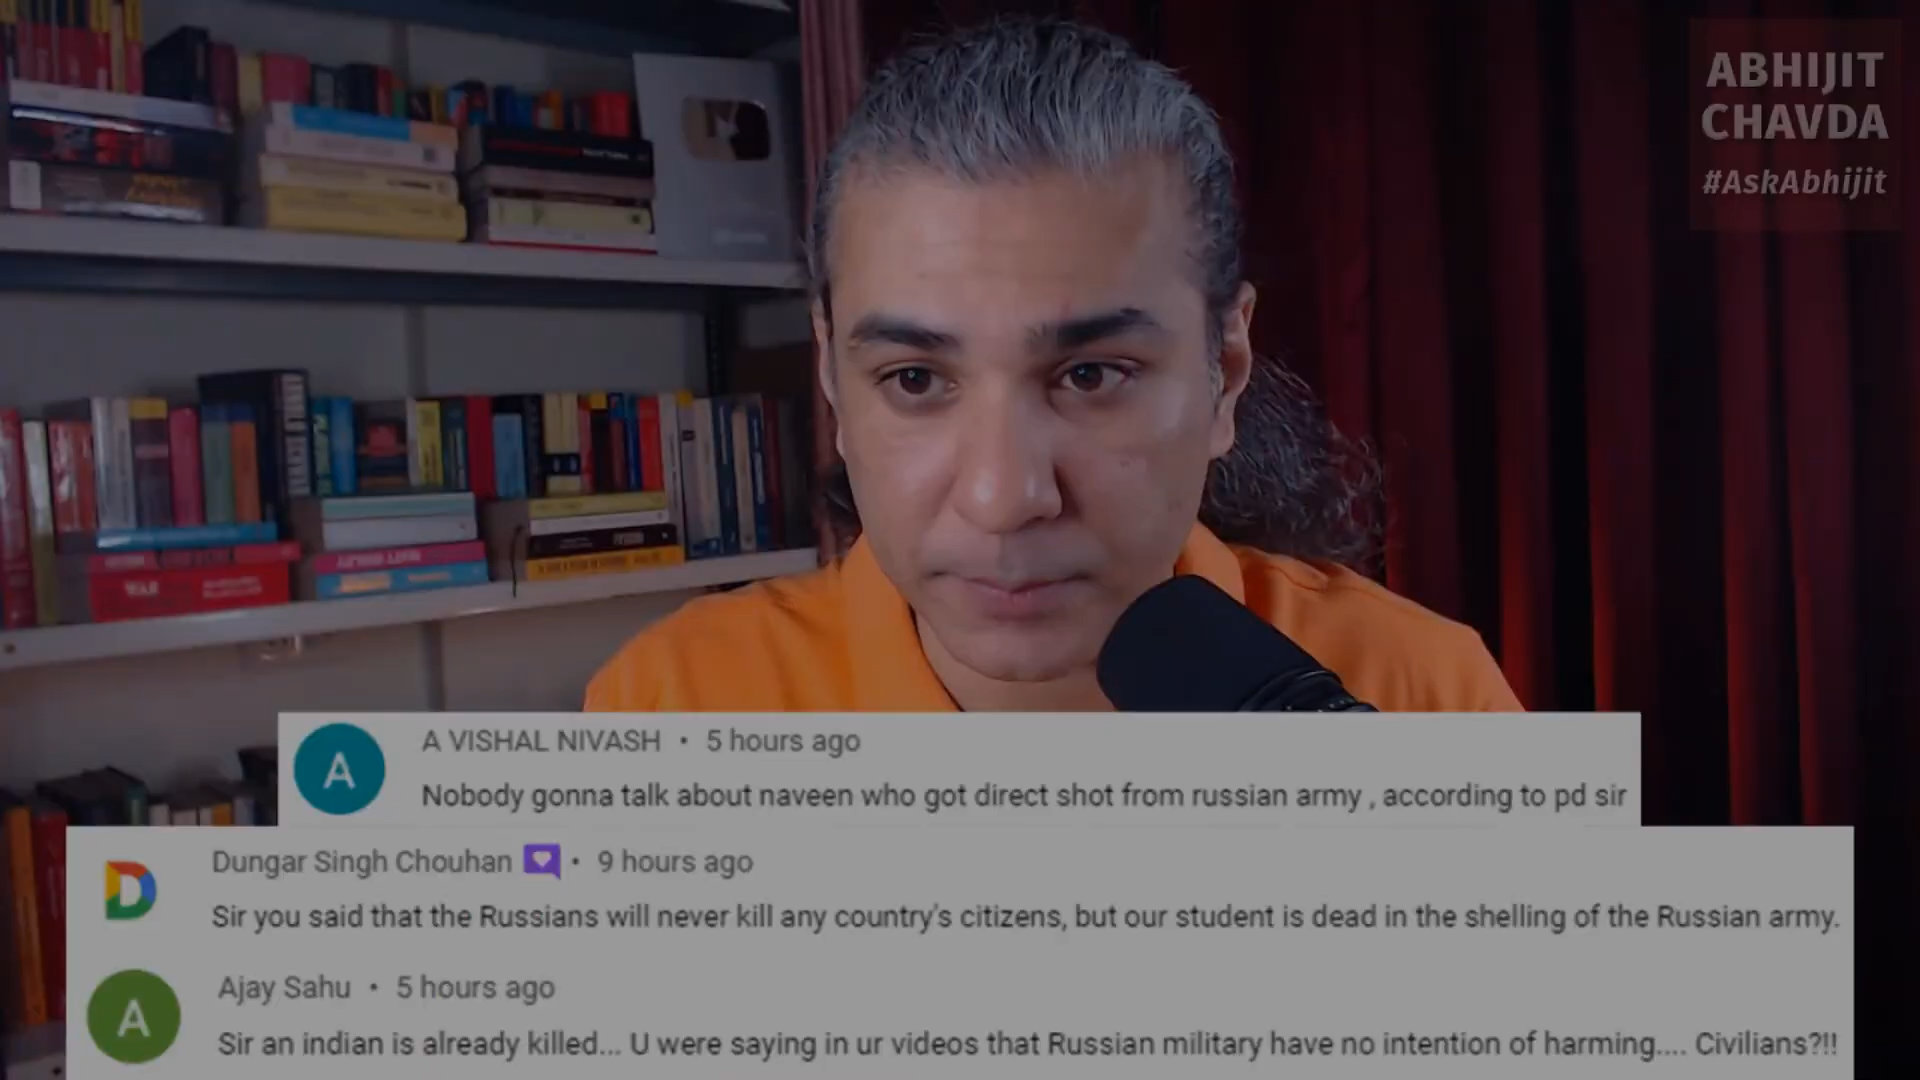 ABHIJIT
CHAVDA
#AskAbhijit
WAR
A VISHAL NIVASH • 5 hours ago
A
Nobody gonna talk about naveen who got direct shot from russian army , according to pd sir
Dungar Singh Chouhan • 9 hours ago
D
Sir you said that the Russians will never kill any country's citizens, but our student is dead in the shelling of the Russian army.
Ajay Sahu • 5 hours ago
A
Sir an indian is already killed... U were saying in ur videos that Russian military have no intention of harming.... Civilians?!!